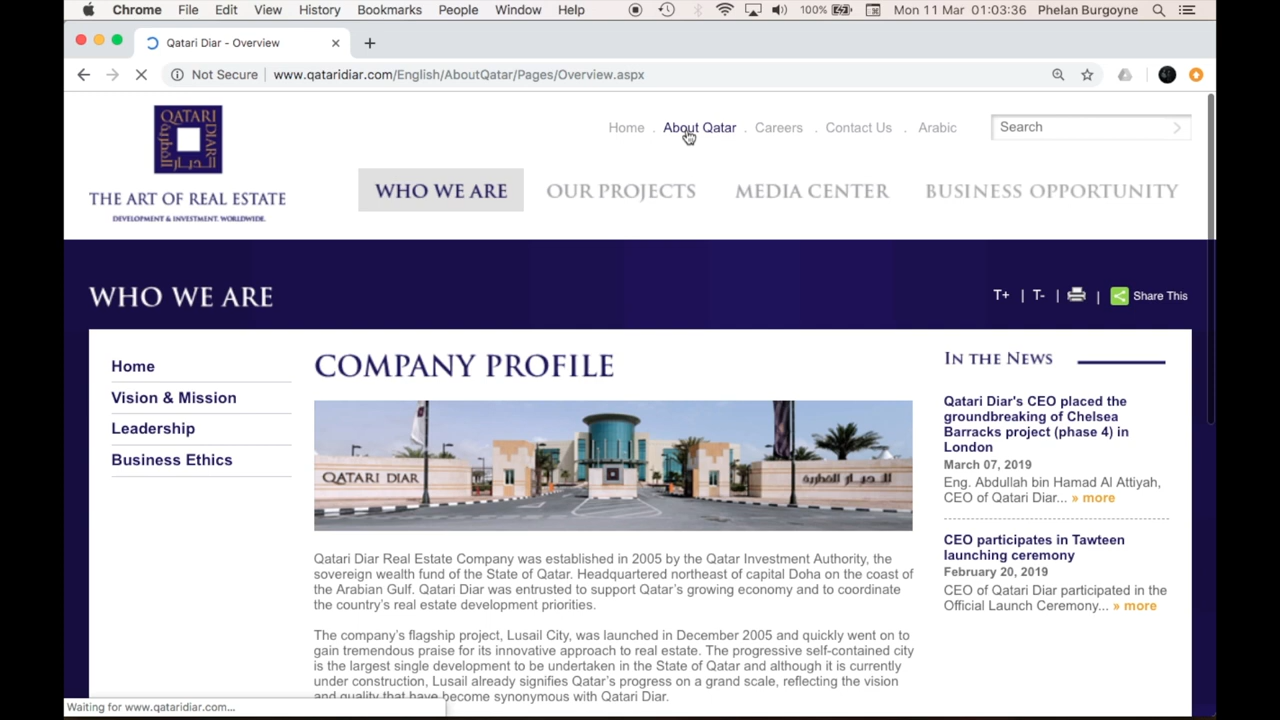 Chrome File Edit View History Bookmarks People Window Help 100% Mon 11 Mar 01:03:36 Phelan Burgoyne
Qatari Diar - Overview
Not Secure www.qataridiar.com/English/AboutQatar/Pages/Overview.aspx
QATARI
DIAR
الديار
القطرية
THE ART OF REAL ESTATE
DEVELOPMENT & INVESTMENT. WORLDWIDE.
Home . About Qatar . Careers . Contact Us . Arabic
Search
WHO WE ARE OUR PROJECTS MEDIA CENTER BUSINESS OPPORTUNITY
WHO WE ARE
T+ | T- | | Share This
Home
Vision & Mission
Leadership
Business Ethics
COMPANY PROFILE
QATARI DIAR الديار القطرية
Qatari Diar Real Estate Company was established in 2005 by the Qatar Investment Authority, the
sovereign wealth fund of the State of Qatar. Headquartered northeast of capital Doha on the coast of
the Arabian Gulf. Qatari Diar was entrusted to support Qatar's growing economy and to coordinate
the country's real estate development priorities.
The company's flagship project, Lusail City, was launched in December 2005 and quickly went on to
gain tremendous praise for its innovative approach to real estate. The progressive self-contained city
is the largest single development to be undertaken in the State of Qatar and although it is currently
under construction, Lusail already signifies Qatar's progress on a grand scale, reflecting the vision
and quality that have become synonymous with Qatari Diar.
IN THE NEWS
Qatari Diar's CEO placed the
groundbreaking of Chelsea
Barracks project (phase 4) in
London
March 07, 2019
Eng. Abdullah bin Hamad Al Attiyah,
CEO of Qatari Diar... » more
CEO participates in Tawteen
launching ceremony
February 20, 2019
CEO of Qatari Diar participated in the
Official Launch Ceremony... » more
Waiting for www.qataridiar.com...